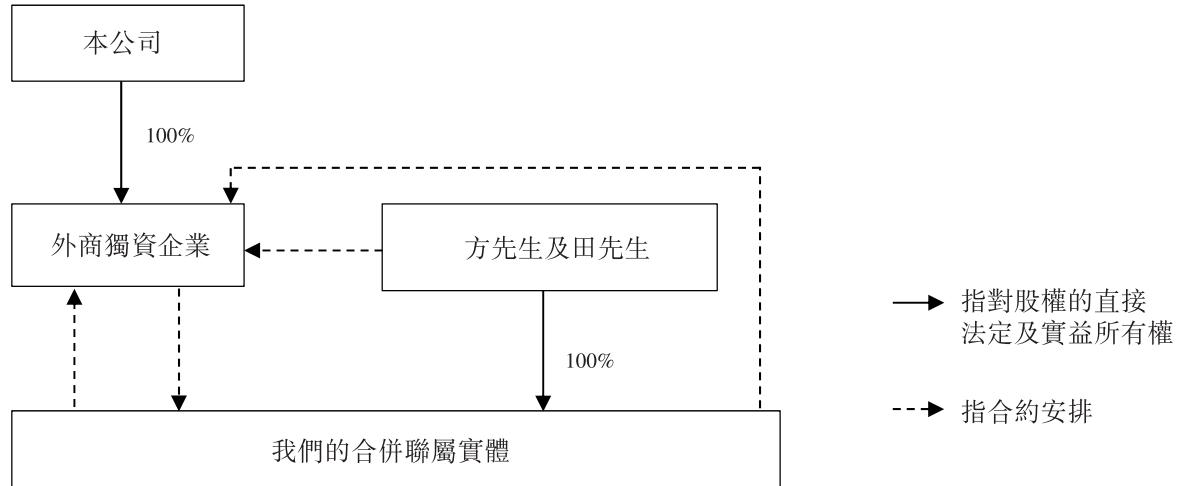 本公司
100%
外商獨資企業
方先生及田先生
指對股權的直接
法定及實益所有權
100%
指合約安排
我們的合併聯屬實體